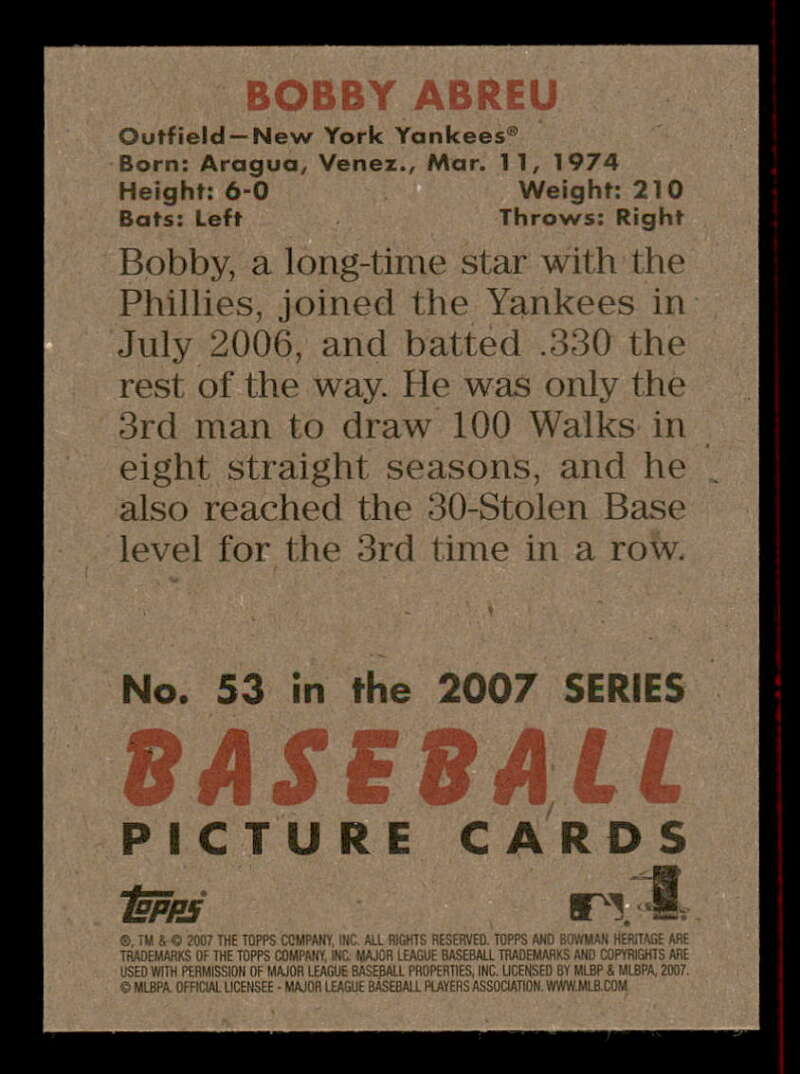 BOBBY ABREU
Outfield—New York Yankees®
Born: Aragua, Venez., Mar. 11, 1974
Height: 6-0 Weight: 210
Bats: Left Throws: Right
Bobby, a long-time star with the
Phillies, joined the Yankees in
July 2006, and batted .330 the
rest of the way. He was only the
3rd man to draw 100 Walks in
eight straight seasons, and he
also reached the 30-Stolen Base
level for the 3rd time in a row.
No. 53 in the 2007 SERIES
BASEBALL
PICTURE CARDS
Topps
®, TM & © 2007 THE TOPPS COMPANY, INC. ALL RIGHTS RESERVED. TOPPS AND BOWMAN HERITAGE ARE
TRADEMARKS OF THE TOPPS COMPANY, INC. MAJOR LEAGUE BASEBALL TRADEMARKS AND COPYRIGHTS ARE
USED WITH PERMISSION OF MAJOR LEAGUE BASEBALL PROPERTIES, INC. LICENSED BY MLBP & MLBPA, 2007.
© MLBPA. OFFICIAL LICENSEE - MAJOR LEAGUE BASEBALL PLAYERS ASSOCIATION. WWW.MLB.COM